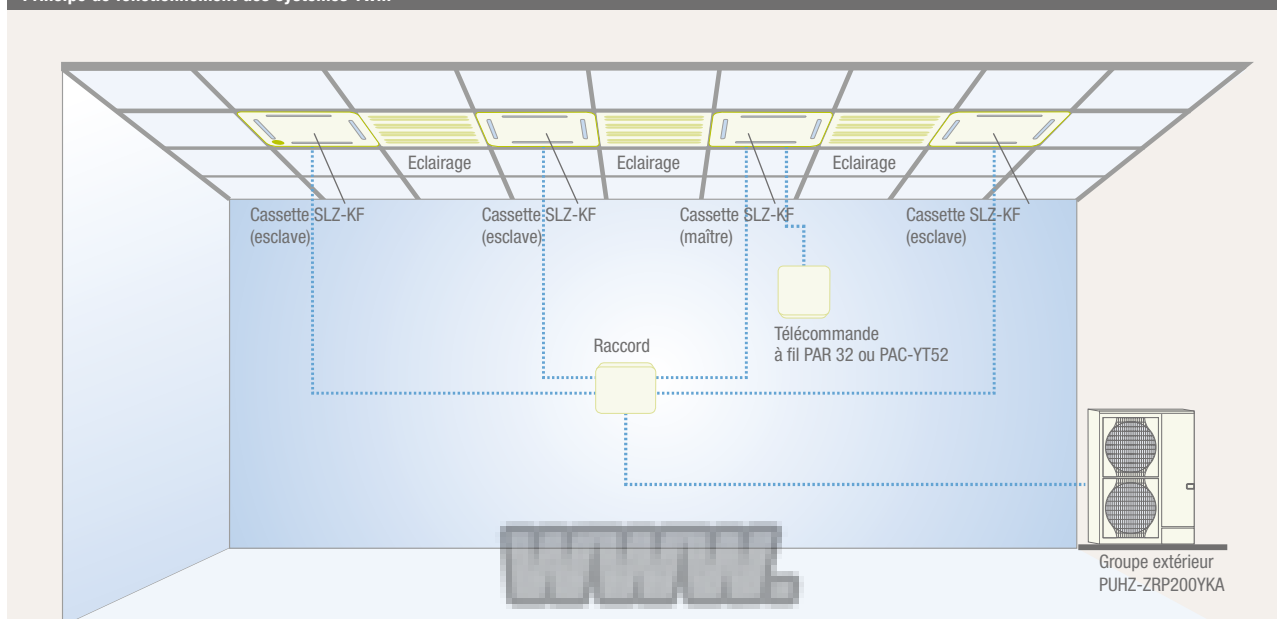 Eclairage
Eclairage
Eclairage
Cassette SLZ-KF
(esclave)
Cassette SLZ-KF
(esclave)
Cassette SLZ-KF
(maître)
Cassette SLZ-KF
(esclave)
Télécommande
à fil PAR 32 ou PAC-YT52
Raccord
Groupe extérieur
PUHZ-ZRP200YKA
www.